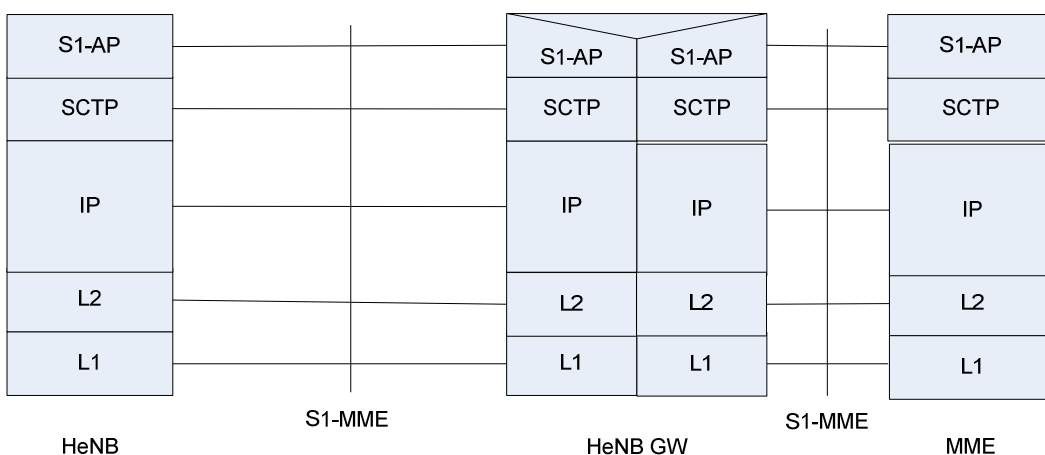 S1-AP S1-AP S1-AP S1-AP
SCTP SCTP SCTP SCTP
IP IP IP IP
L2 L2 L2 L2
L1 L1 L1 L1
S1-MME S1-MME
HeNB HeNB GW MME